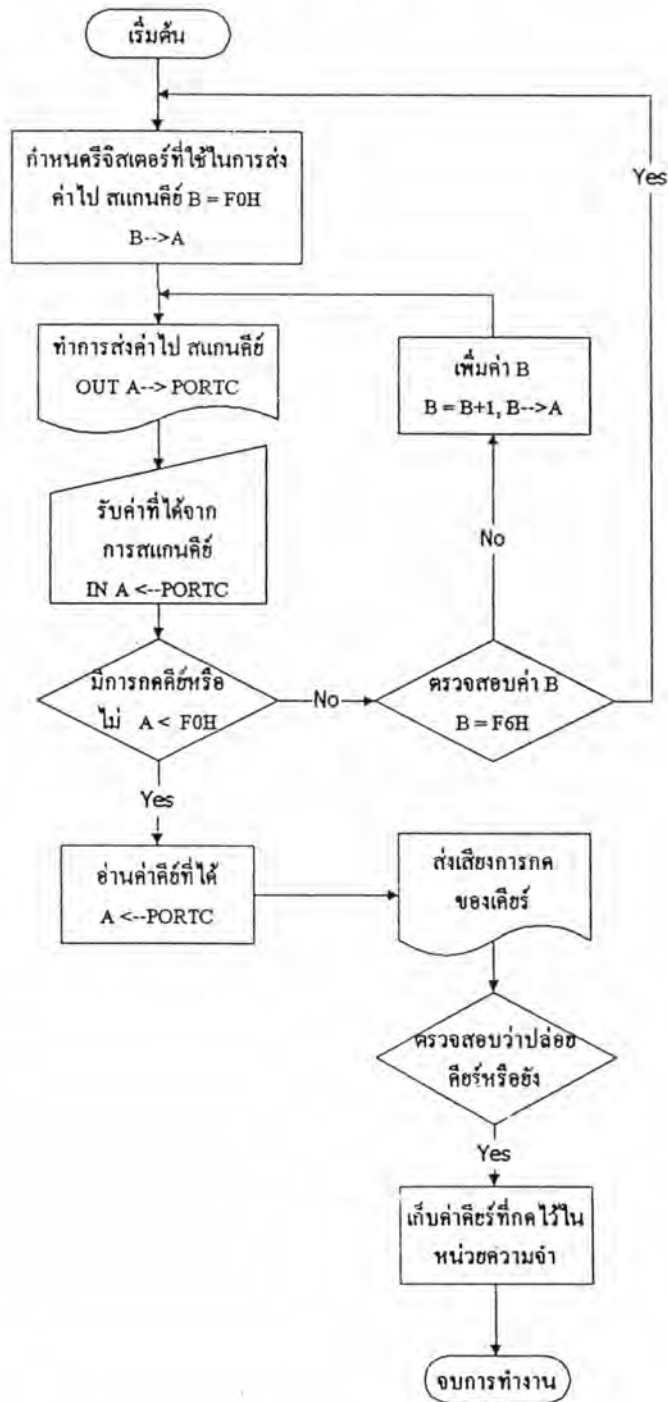 เริ่มต้น
กำหนดรีจิสเตอร์ที่ใช้ในการส่ง
ค่าไป สแกนคีย์ B = F0H
B-->A
Yes
ทำการส่งค่าไป สแกนคีย์
OUT A--> PORTC
เพิ่มค่า B
B = B+1, B-->A
รับค่าที่ได้จาก
การสแกนคีย์
IN A <--PORTC
No
มีการกดคีย์หรือ
ไม่ A < F0H
No
ตรวจสอบค่า B
B = F6H
Yes
อ่านค่าคีย์ที่ได้
A <--PORTC
ส่งเสียงการกด
ของเคียร์
ตรวจสอบว่าปล่อย
คียร์หรือยัง
Yes
เก็บค่าคียร์ที่กดไว้ใน
หน่วยความจำ
จบการทำงาน